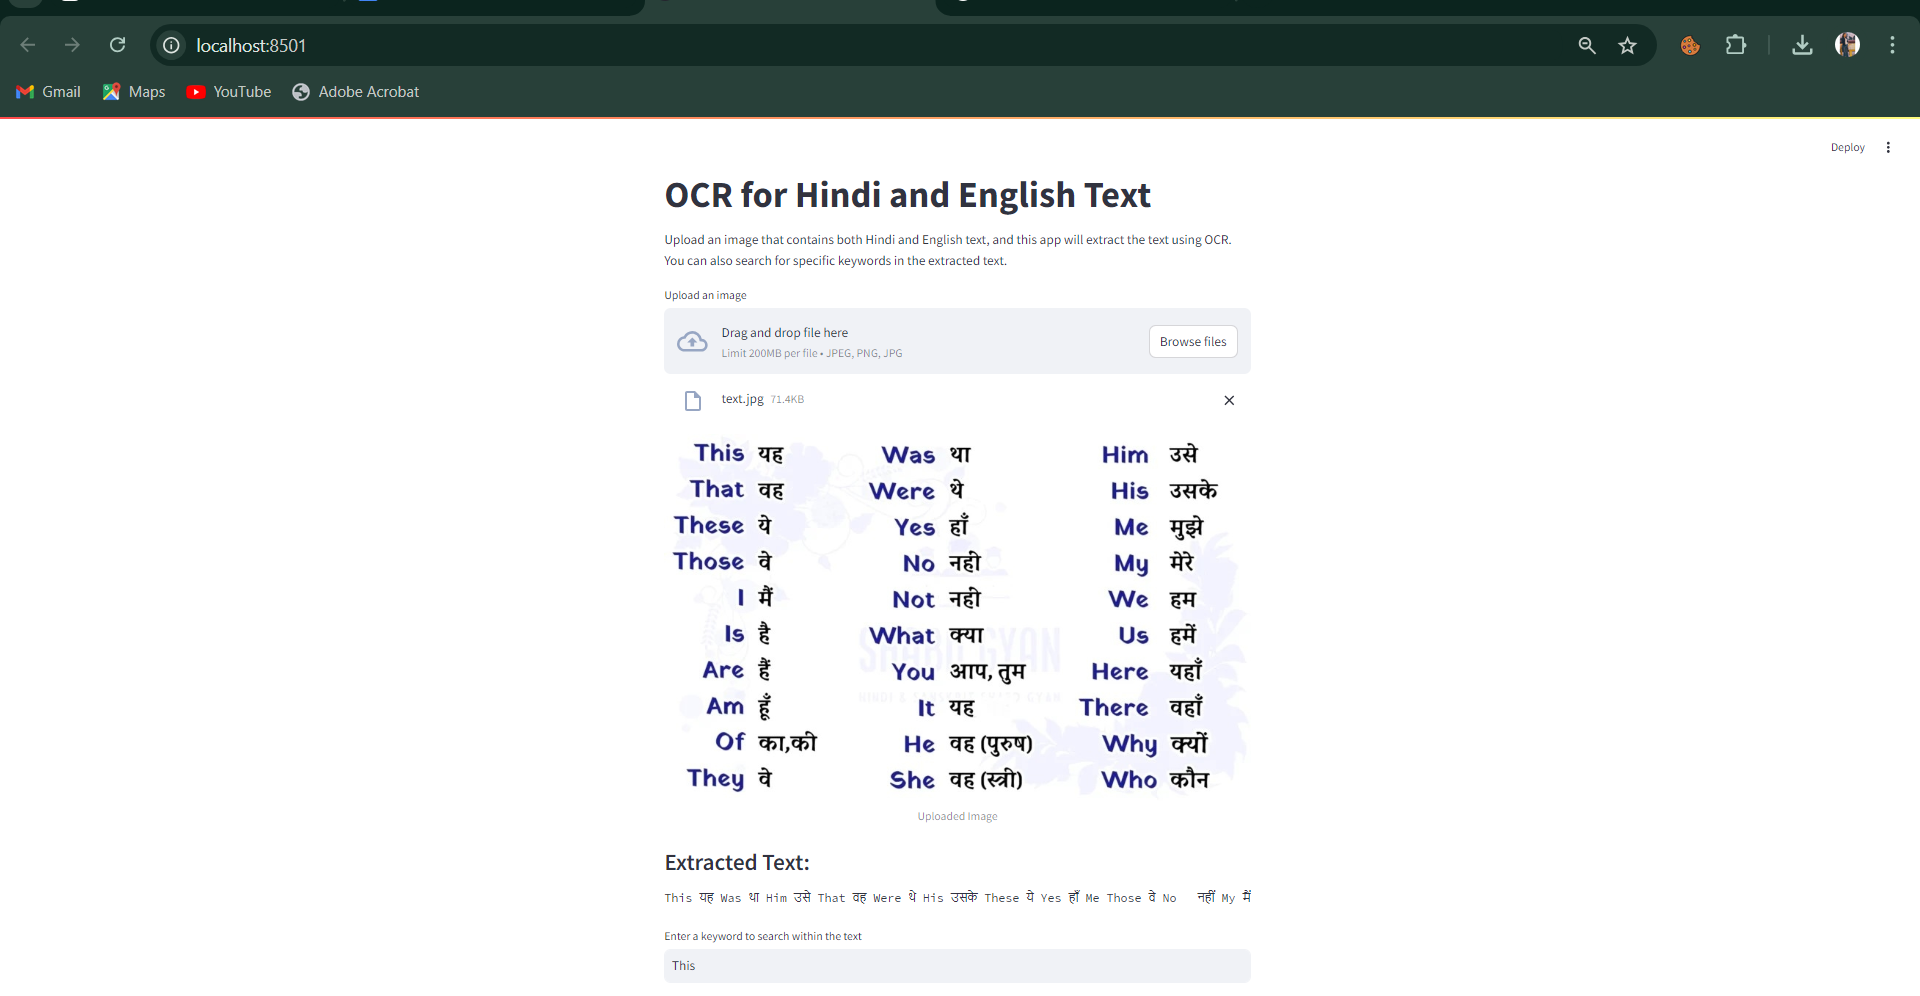 localhost:8501
Gmail Maps YouTube Adobe Acrobat
Deploy
OCR for Hindi and English Text
Upload an image that contains both Hindi and English text, and this app will extract the text using OCR.
You can also search for specific keywords in the extracted text.
Upload an image
Drag and drop file here
Limit 200MB per file • JPEG, PNG, JPG
Browse files
text.jpg 71.4KB
This यह Was था Him उसे
That वह Were थे His उसके
These ये Yes हाँ Me मुझे
Those वे No नहीं My मेरे
I मैं Not नही We हम
Is है What क्या Us हमें
Are हैं You आप, तुम Here यहाँ
Am हूँ It यह There वहाँ
Of का,की He वह (पुरुष) Why क्यों
They वे She वह (स्त्री) Who कौन
SHABD GYAN
Uploaded Image
Extracted Text:
This यह Was था Him उसे That वह Were थे His उसके These ये Yes हाँ Me Those वे No नहीं My मैं
Enter a keyword to search within the text
This